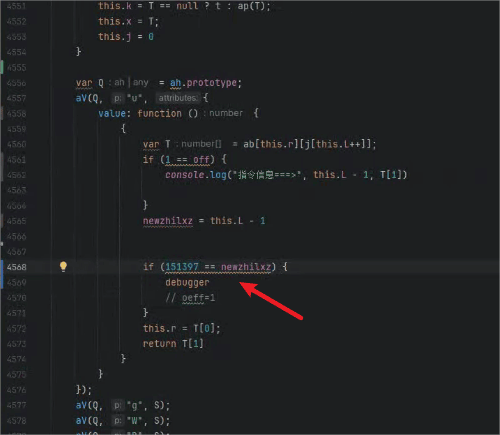 4551 this.k = T == null ? t : ap(T);
4552 this.x = T;
4553 this.j = 0
4554 }
4555
4556 var Q :ah|any = ah.prototype;
4557 aV(Q, p: "u", attributes: {
4558 value: function () :number {
4559 {
4560 var T :number[] = ab[this.r][j[this.L++]];
4561 if (1 == off) {
4562 console.log("指令信息===>", this.L - 1, T[1])
4563
4564 }
4565 newzhilxz = this.L - 1
4566
4567
4568 if (151397 == newzhilxz) {
4569 debugger
4570 // oeff=1
4571 }
4572 this.r = T[0];
4573 return T[1]
4574 }
4575 }
4576 });
4577 aV(Q, p: "g", S);
4578 aV(Q, p: "W", S);